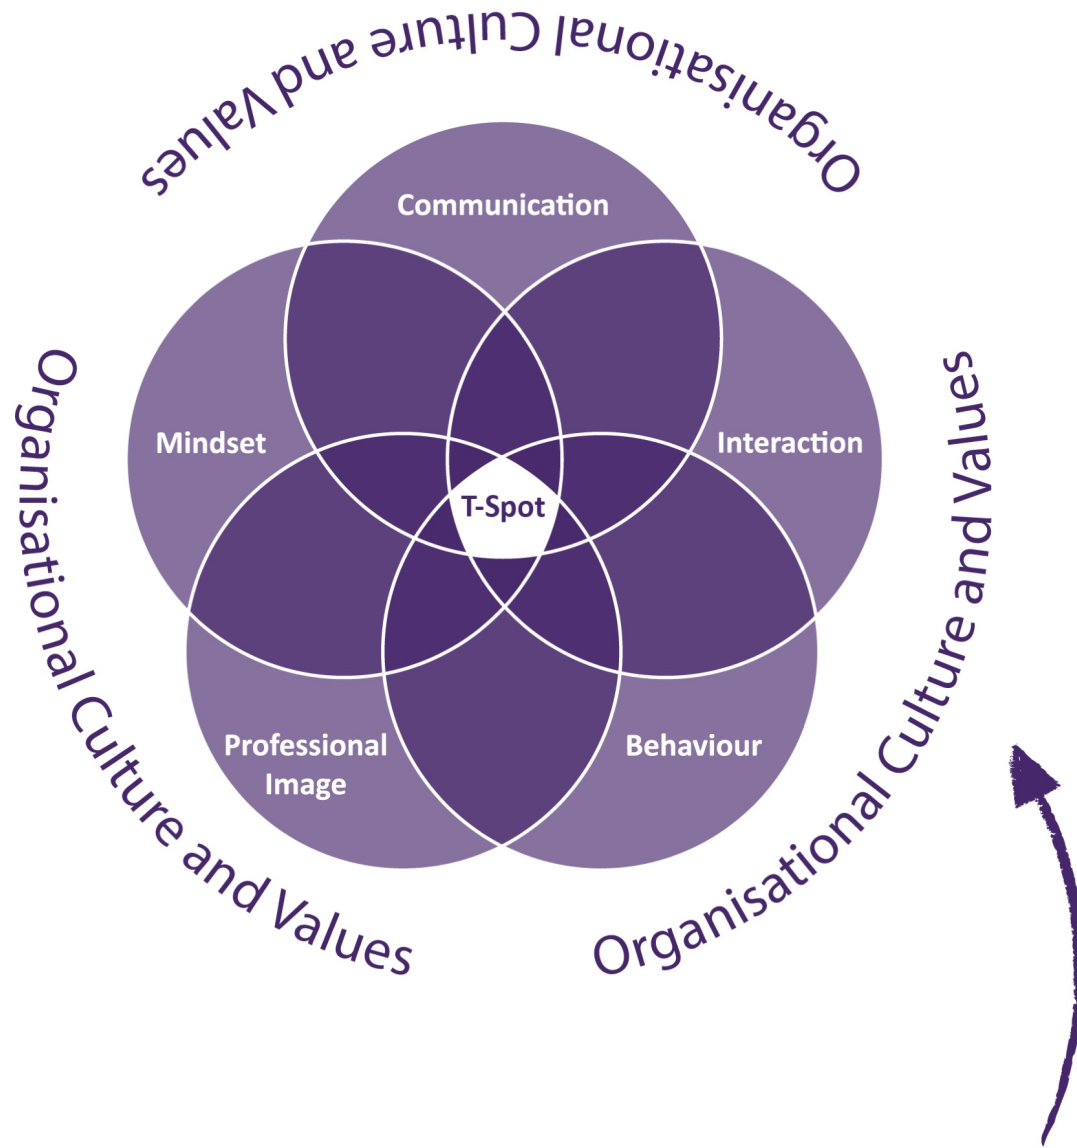 Organisational Culture and Values
Communication
Mindset
Interaction
T-Spot
Professional
Image
Behaviour
Organisational Culture and Values
Organisational Culture and Values